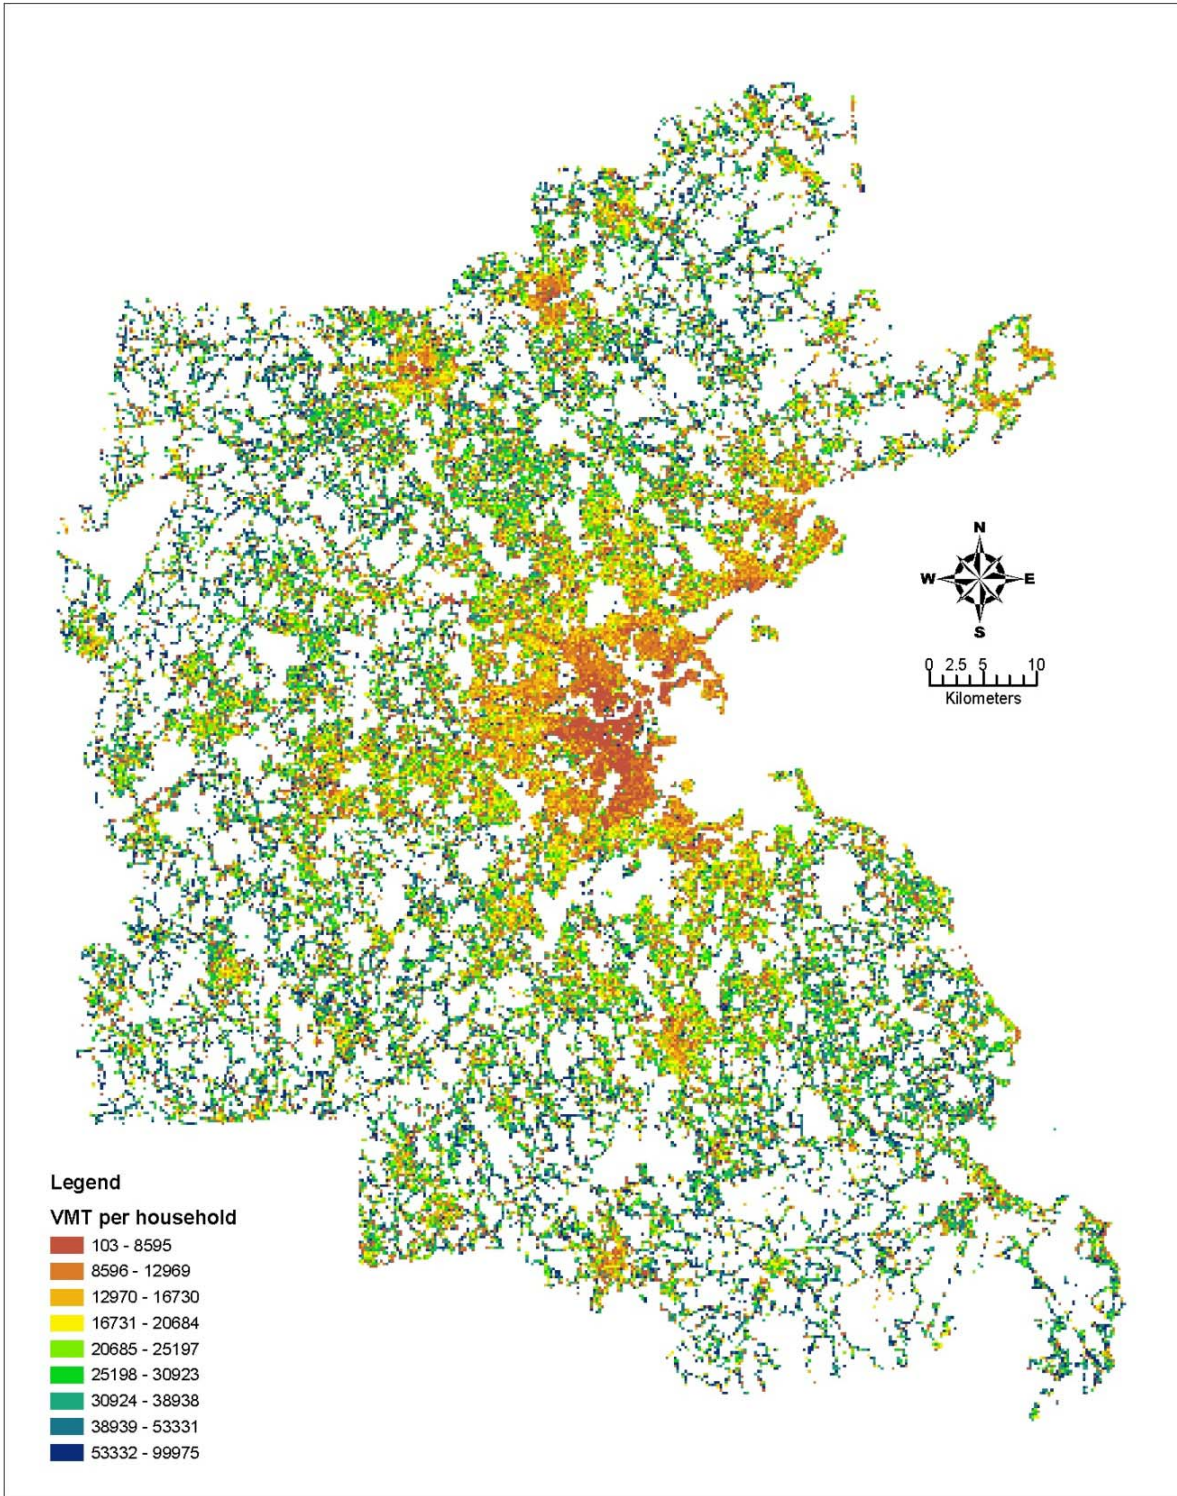 N
W E
S
0 2.5 5 10
Kilometers
Legend
VMT per household
103 - 8595
8596 - 12969
12970 - 16730
16731 - 20684
20685 - 25197
25198 - 30923
30924 - 38938
38939 - 53331
53332 - 99975